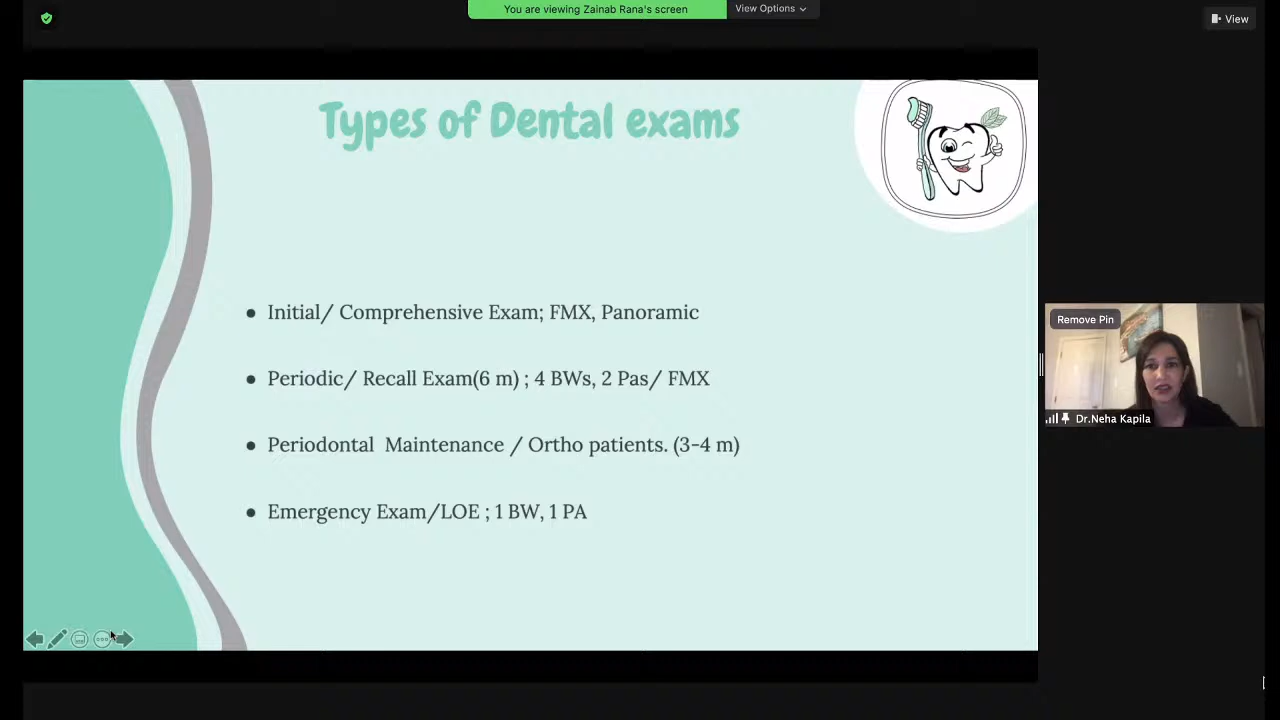 You are viewing Zainab Rana's screen
View Options
View
Types of Dental exams
● Initial/ Comprehensive Exam; FMX, Panoramic
● Periodic/ Recall Exam(6 m) ; 4 BWs, 2 Pas/ FMX
● Periodontal  Maintenance / Ortho patients. (3-4 m)
● Emergency Exam/LOE ; 1 BW, 1 PA
Remove Pin
Dr.Neha Kapila